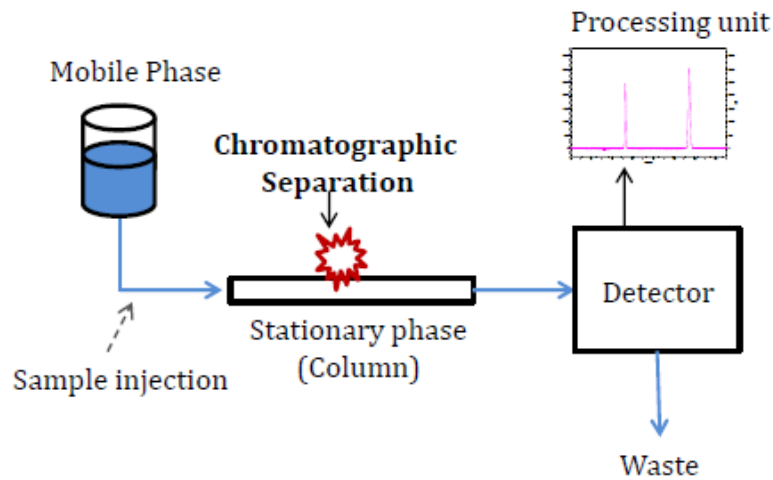 Processing unit
Mobile Phase
Chromatographic
Separation
Detector
Stationary phase
(Column)
Sample injection
Waste